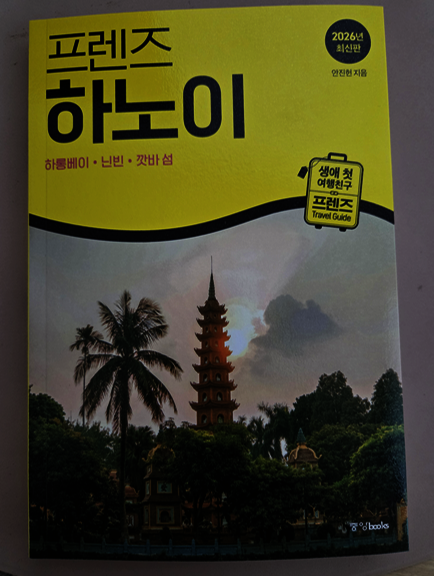 프렌즈
하노이
하롱베이 • 닌빈 • 깟바 섬
2026년
최신판
안진헌 지음
생애 첫
여행친구
프렌즈
Travel Guide
중앙books